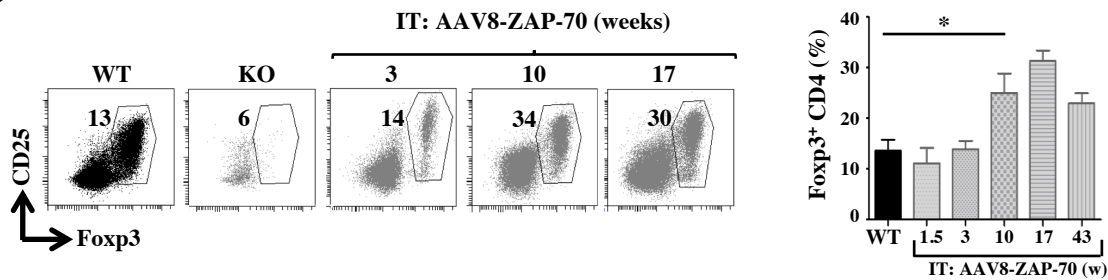 IT: AAV8-ZAP-70 (weeks)
WT KO 3 10 17
13 6 14 34 30
CD25
Foxp3
Foxp3+ CD4 (%)
40
30
20
10
0
*
WT 1.5 3 10 17 43
IT: AAV8-ZAP-70 (w)